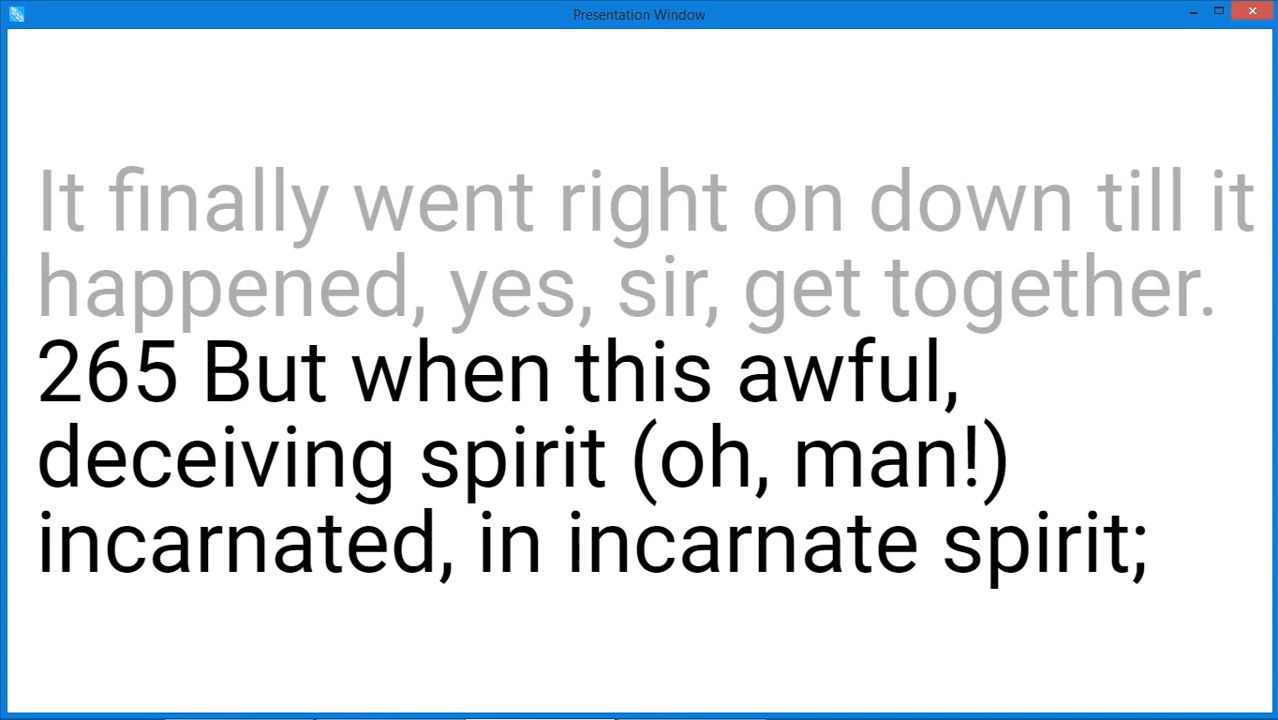 Presentation Window
It finally went right on down till it
happened, yes, sir, get together.
265 But when this awful,
deceiving spirit (oh, man!)
incarnated, in incarnate spirit;